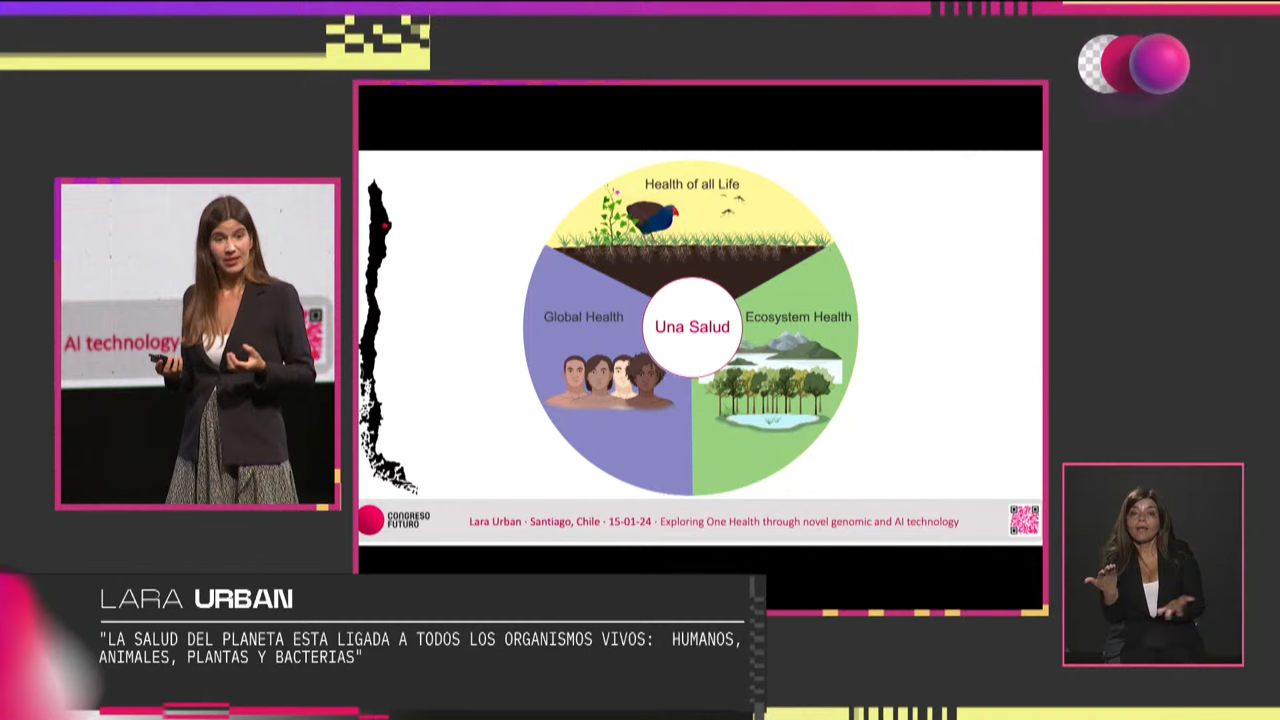 Health of all Life
Global Health
Una Salud
Ecosystem Health
AI technology
CONGRESO
FUTURO
Lara Urban · Santiago, Chile · 15-01-24 · Exploring One Health through novel genomic and AI technology
LARA URBAN
"LA SALUD DEL PLANETA ESTA LIGADA A TODOS LOS ORGANISMOS VIVOS: HUMANOS,
ANIMALES, PLANTAS Y BACTERIAS"